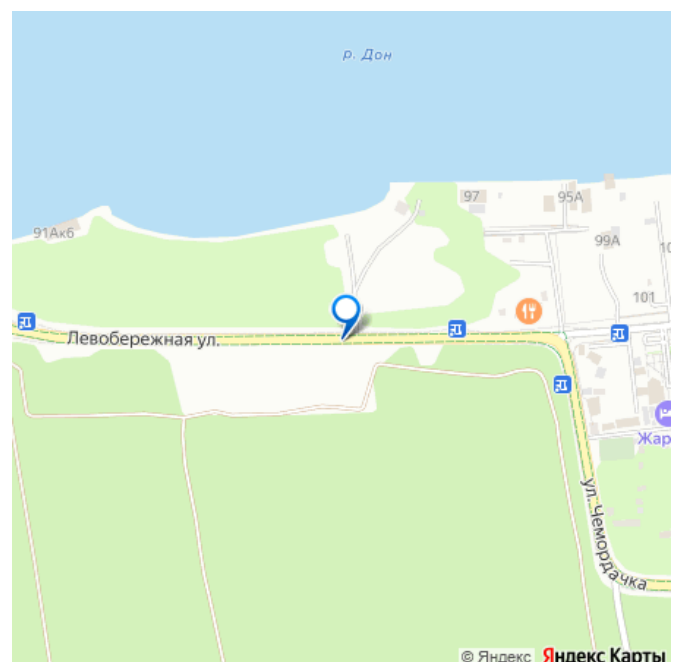 р. Дон
97
95А
91Ак6
99А
10
101
Левобережная ул.
Жар
ул. Чемордачка
© Яндекс Яндекс Карты